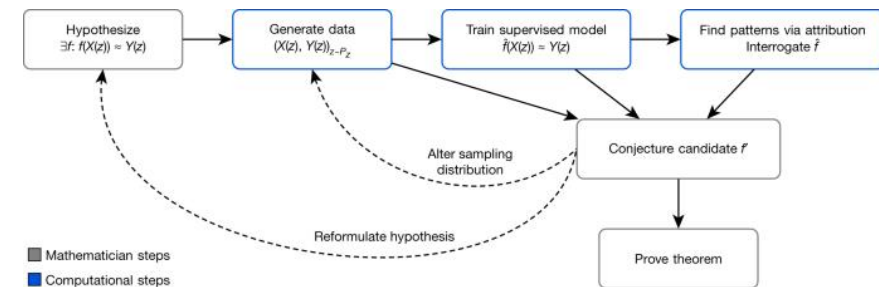 Hypothesize
∃f: f(X(z)) ≈ Y(z)
Generate data
(X(z), Y(z))z~Pz
Train supervised model
f̂(X(z)) ≈ Y(z)
Find patterns via attribution
Interrogate f̂
Conjecture candidate f′
Alter sampling
distribution
Reformulate hypothesis
Prove theorem
Mathematician steps
Computational steps